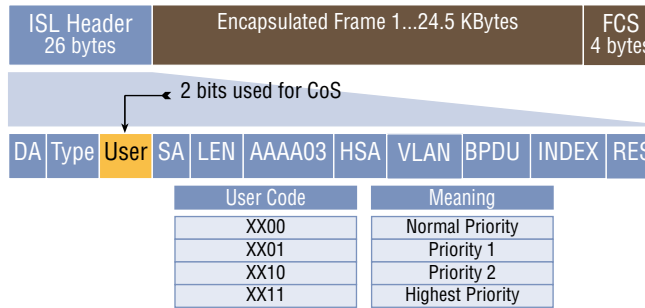 ISL Header
26 bytes
Encapsulated Frame 1...24.5 KBytes
FCS
4 bytes
2 bits used for CoS
DA Type User SA LEN AAAA03 HSA VLAN BPDU INDEX RES
User Code Meaning
XX00 Normal Priority
XX01 Priority 1
XX10 Priority 2
XX11 Highest Priority